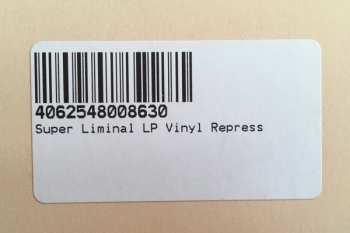 4062548008630
Super Liminal LP Vinyl Repress